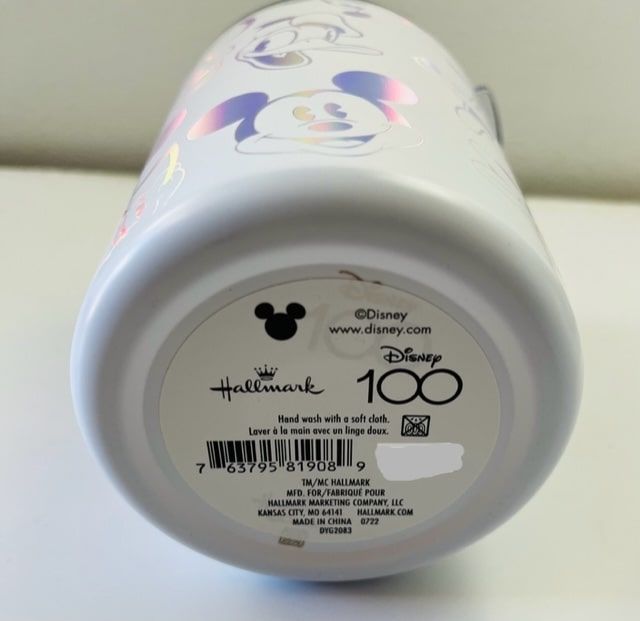 ©Disney
www.disney.com
Hallmark
Disney
100
Hand wash with a soft cloth.
Laver à la main avec un linge doux.
7 63795 81908 9
TM/MC HALLMARK
MFD. FOR/FABRIQUÉ POUR
HALLMARK MARKETING COMPANY, LLC
KANSAS CITY, MO 64141 HALLMARK.COM
MADE IN CHINA 0722
DYG2083